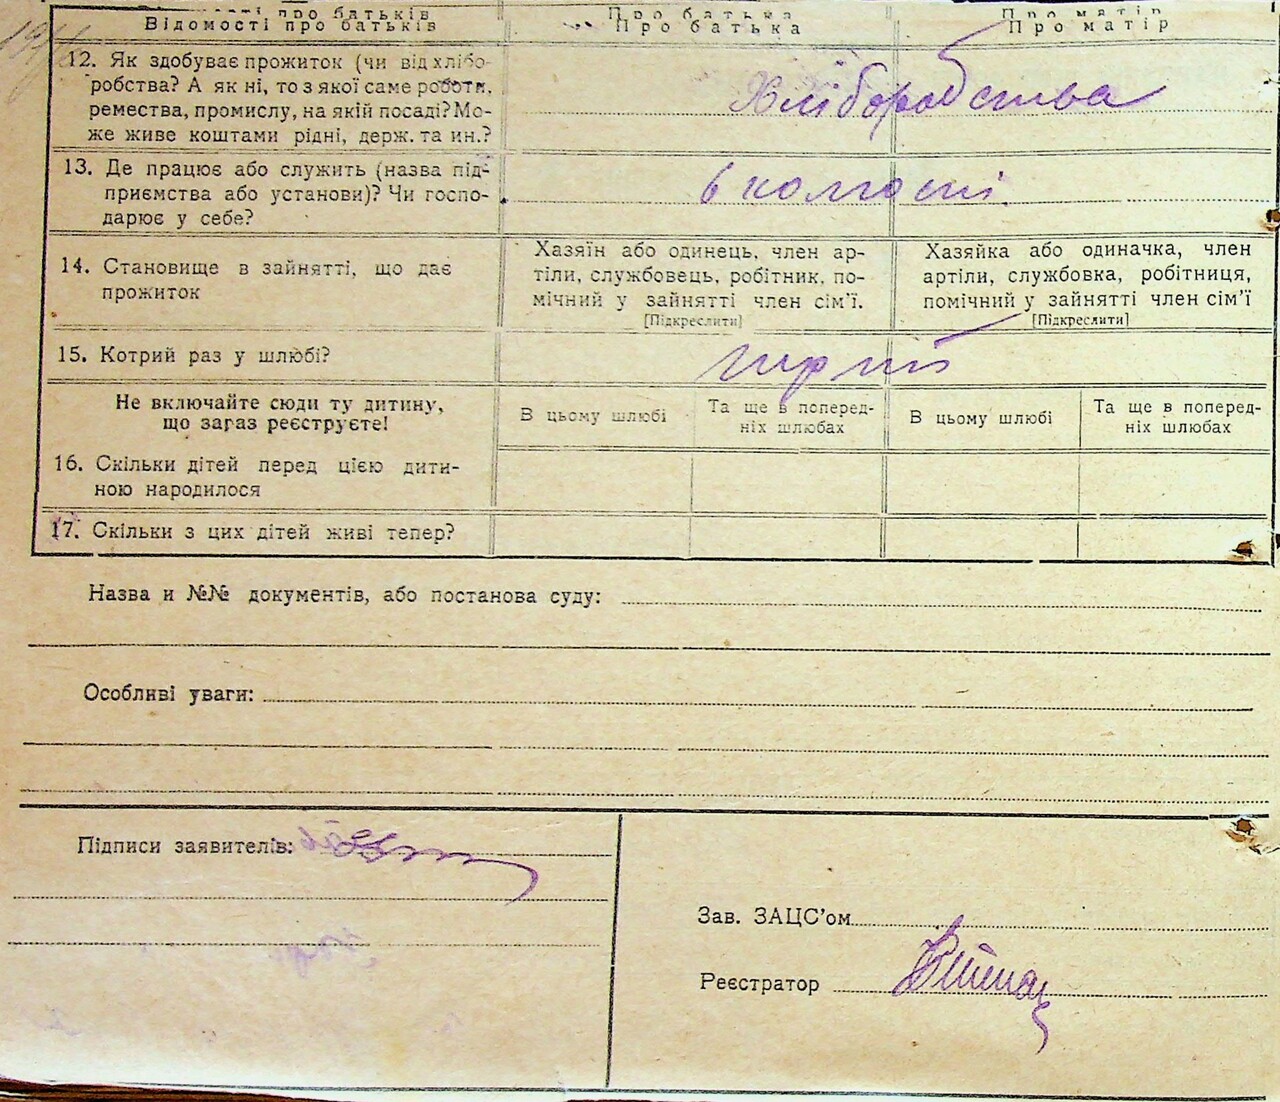 Відомості про батьків Про батька Про матір
12. Як здобуває прожиток (чи від хлібо-
робства? А як ні, то з якої саме роботи,
ремества, промислу, на якій посаді? Мо-
же живе коштами рідні, держ. та ин.?
Хліборобства
13. Де працює або служить (назва під-
приємства або установи)? Чи госпо-
дарює у себе?
в колгоспі
14. Становище в зайнятті, що дає
прожиток
Хазяїн або одинець, член ар-
тіли, службовець, робітник, по-
мічний у зайнятті член сім'ї.
[Підкреслити]
Хазяйка або одиначка, член
артіли, службовка, робітниця,
помічний у зайнятті член сім'ї
[Підкреслити]
15. Котрий раз у шлюбі?
Не включайте сюди ту дитину,
що зараз реєструєте!
В цьому шлюбі
Та ще в поперед-
ніх шлюбах
В цьому шлюбі
Та ще в поперед-
ніх шлюбах
16. Скільки дітей перед цією дити-
ною народилося
17. Скільки з цих дітей живі тепер?
Назва и №№ документів, або постанова суду:
Особливі уваги:
Підписи заявителів:
Зав. ЗАЦС'ом
Реєстратор